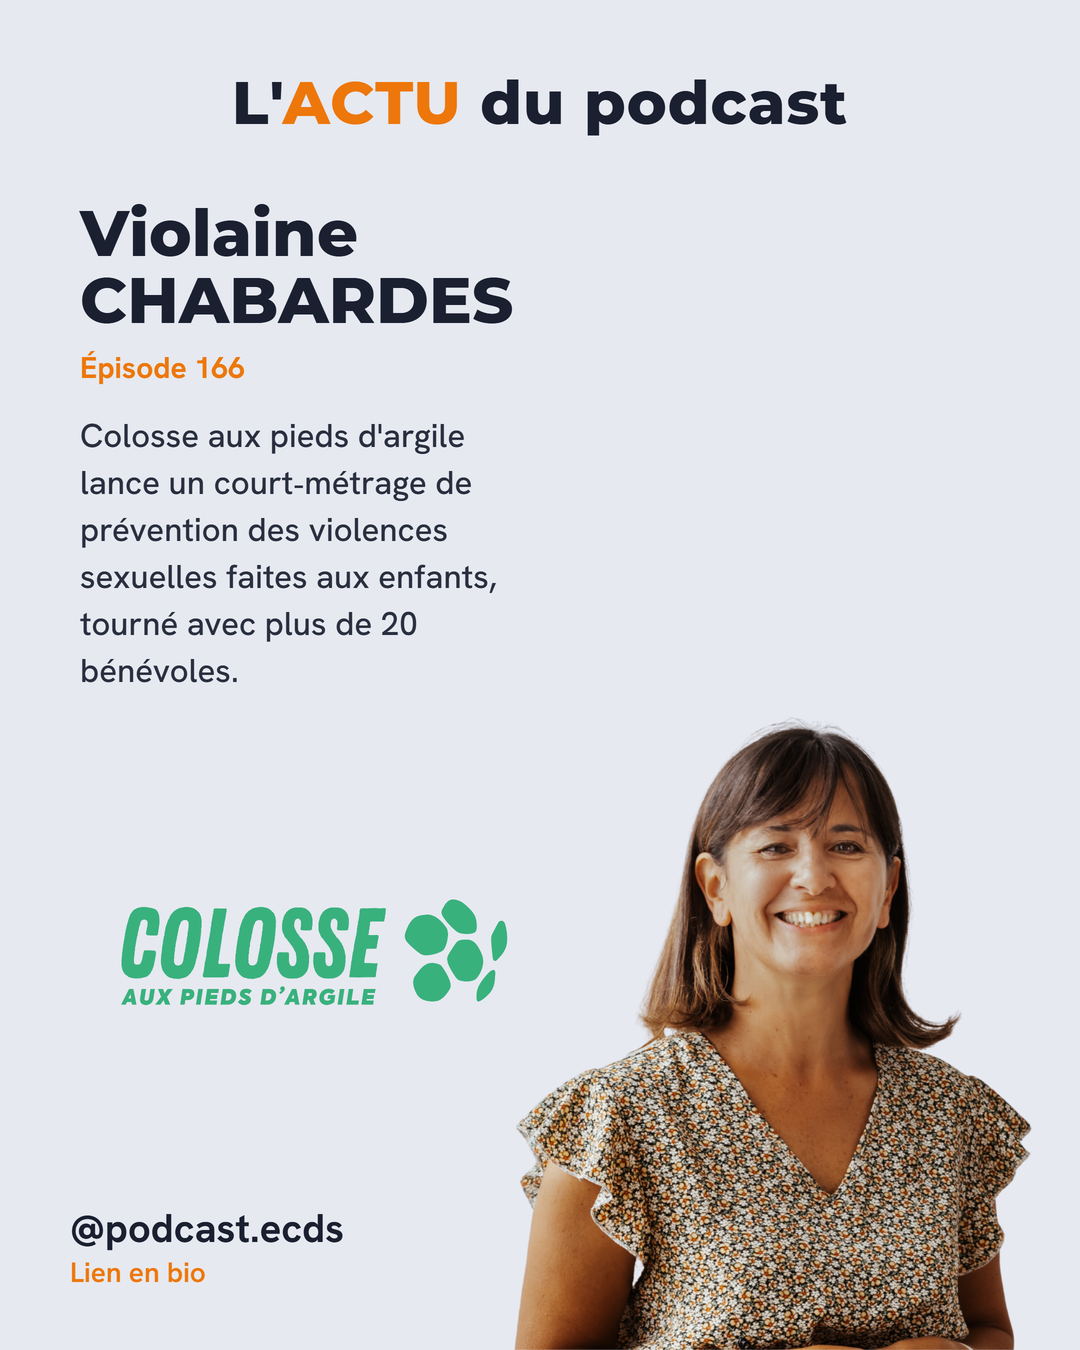 L'ACTU du podcast
Violaine
CHABARDES
Épisode 166
Colosse aux pieds d'argile
lance un court-métrage de
prévention des violences
sexuelles faites aux enfants,
tourné avec plus de 20
bénévoles.
COLOSSE
AUX PIEDS D'ARGILE
@podcast.ecds
Lien en bio